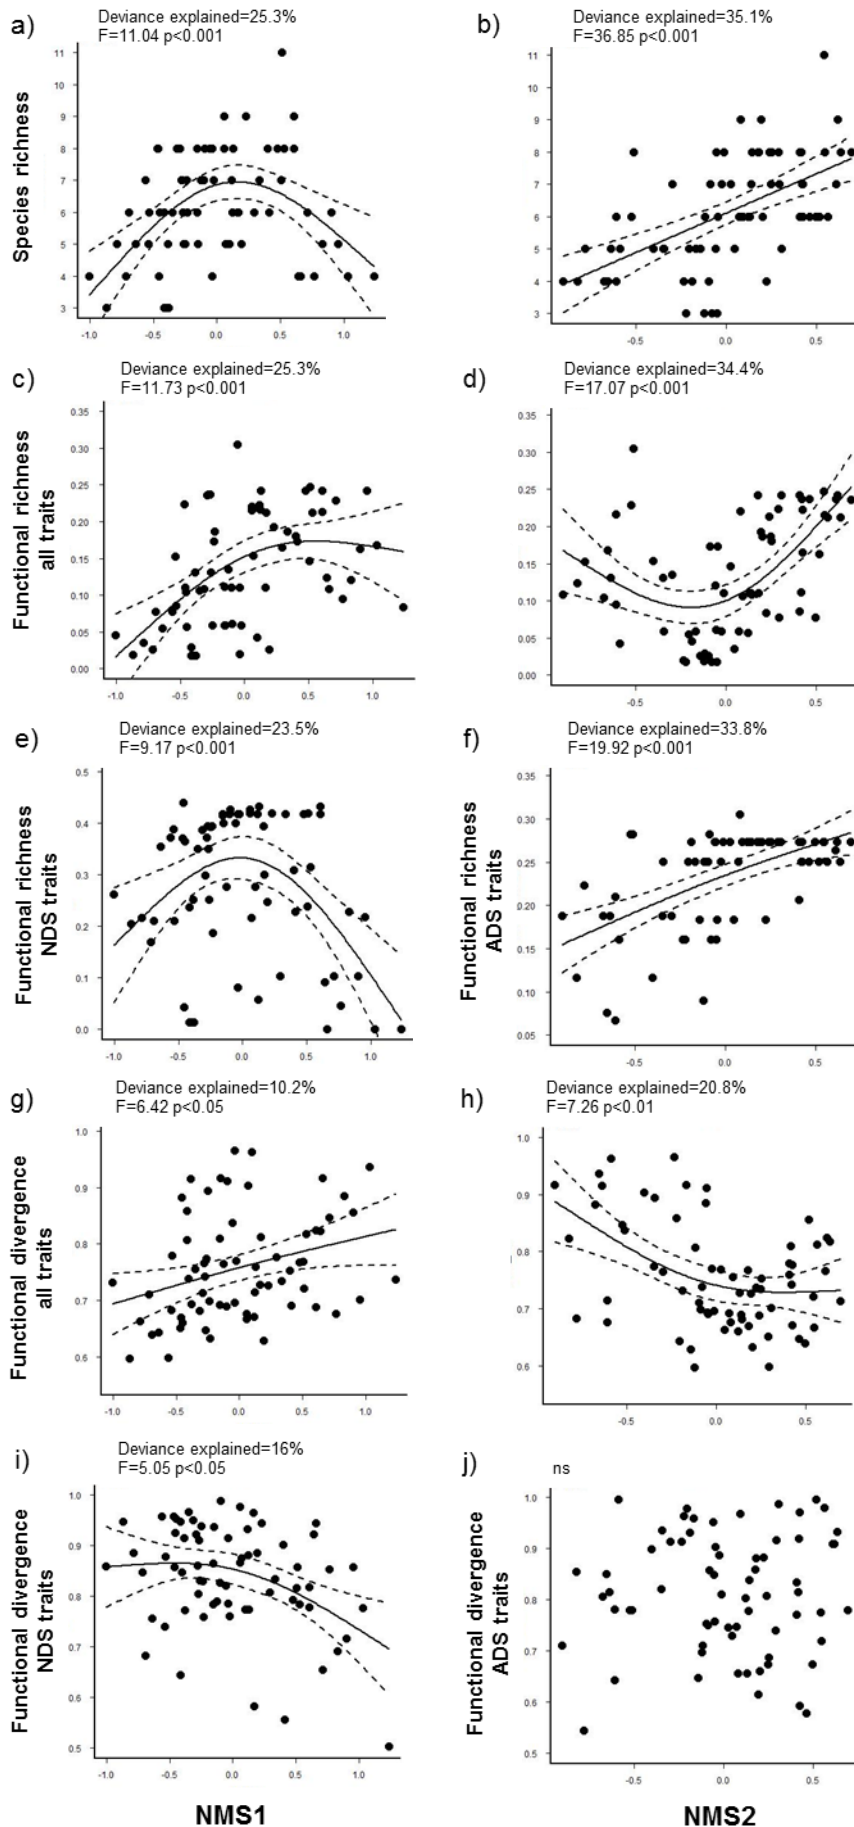 a)
Deviance explained=25.3%
F=11.04 p<0.001
Species richness
11
10
9
8
7
6
5
4
3
-1.0 -0.5 0.0 0.5 1.0
b)
Deviance explained=35.1%
F=36.85 p<0.001
11
10
9
8
7
6
5
4
3
-0.5 0.0 0.5
c)
Deviance explained=25.3%
F=11.73 p<0.001
Functional richness
all traits
0.35
0.30
0.25
0.20
0.15
0.10
0.05
0.00
-1.0 -0.5 0.0 0.5 1.0
d)
Deviance explained=34.4%
F=17.07 p<0.001
0.35
0.30
0.25
0.20
0.15
0.10
0.05
0.00
-0.5 0.0 0.5
e)
Deviance explained=23.5%
F=9.17 p<0.001
Functional richness
NDS traits
0.5
0.4
0.3
0.2
0.1
0.0
-1.0 -0.5 0.0 0.5 1.0
f)
Deviance explained=33.8%
F=19.92 p<0.001
Functional richness
ADS traits
0.35
0.30
0.25
0.20
0.15
0.10
0.05
-0.5 0.0 0.5
g)
Deviance explained=10.2%
F=6.42 p<0.05
Functional divergence
all traits
1.0
0.9
0.8
0.7
0.6
-1.0 -0.5 0.0 0.5 1.0
h)
Deviance explained=20.8%
F=7.26 p<0.01
1.0
0.9
0.8
0.7
0.6
-0.5 0.0 0.5
i)
Deviance explained=16%
F=5.05 p<0.05
Functional divergence
NDS traits
1.0
0.9
0.8
0.7
0.6
0.5
-1.0 -0.5 0.0 0.5 1.0
NMS1
j)
ns
Functional divergence
ADS traits
1.0
0.9
0.8
0.7
0.6
0.5
-0.5 0.0 0.5
NMS2